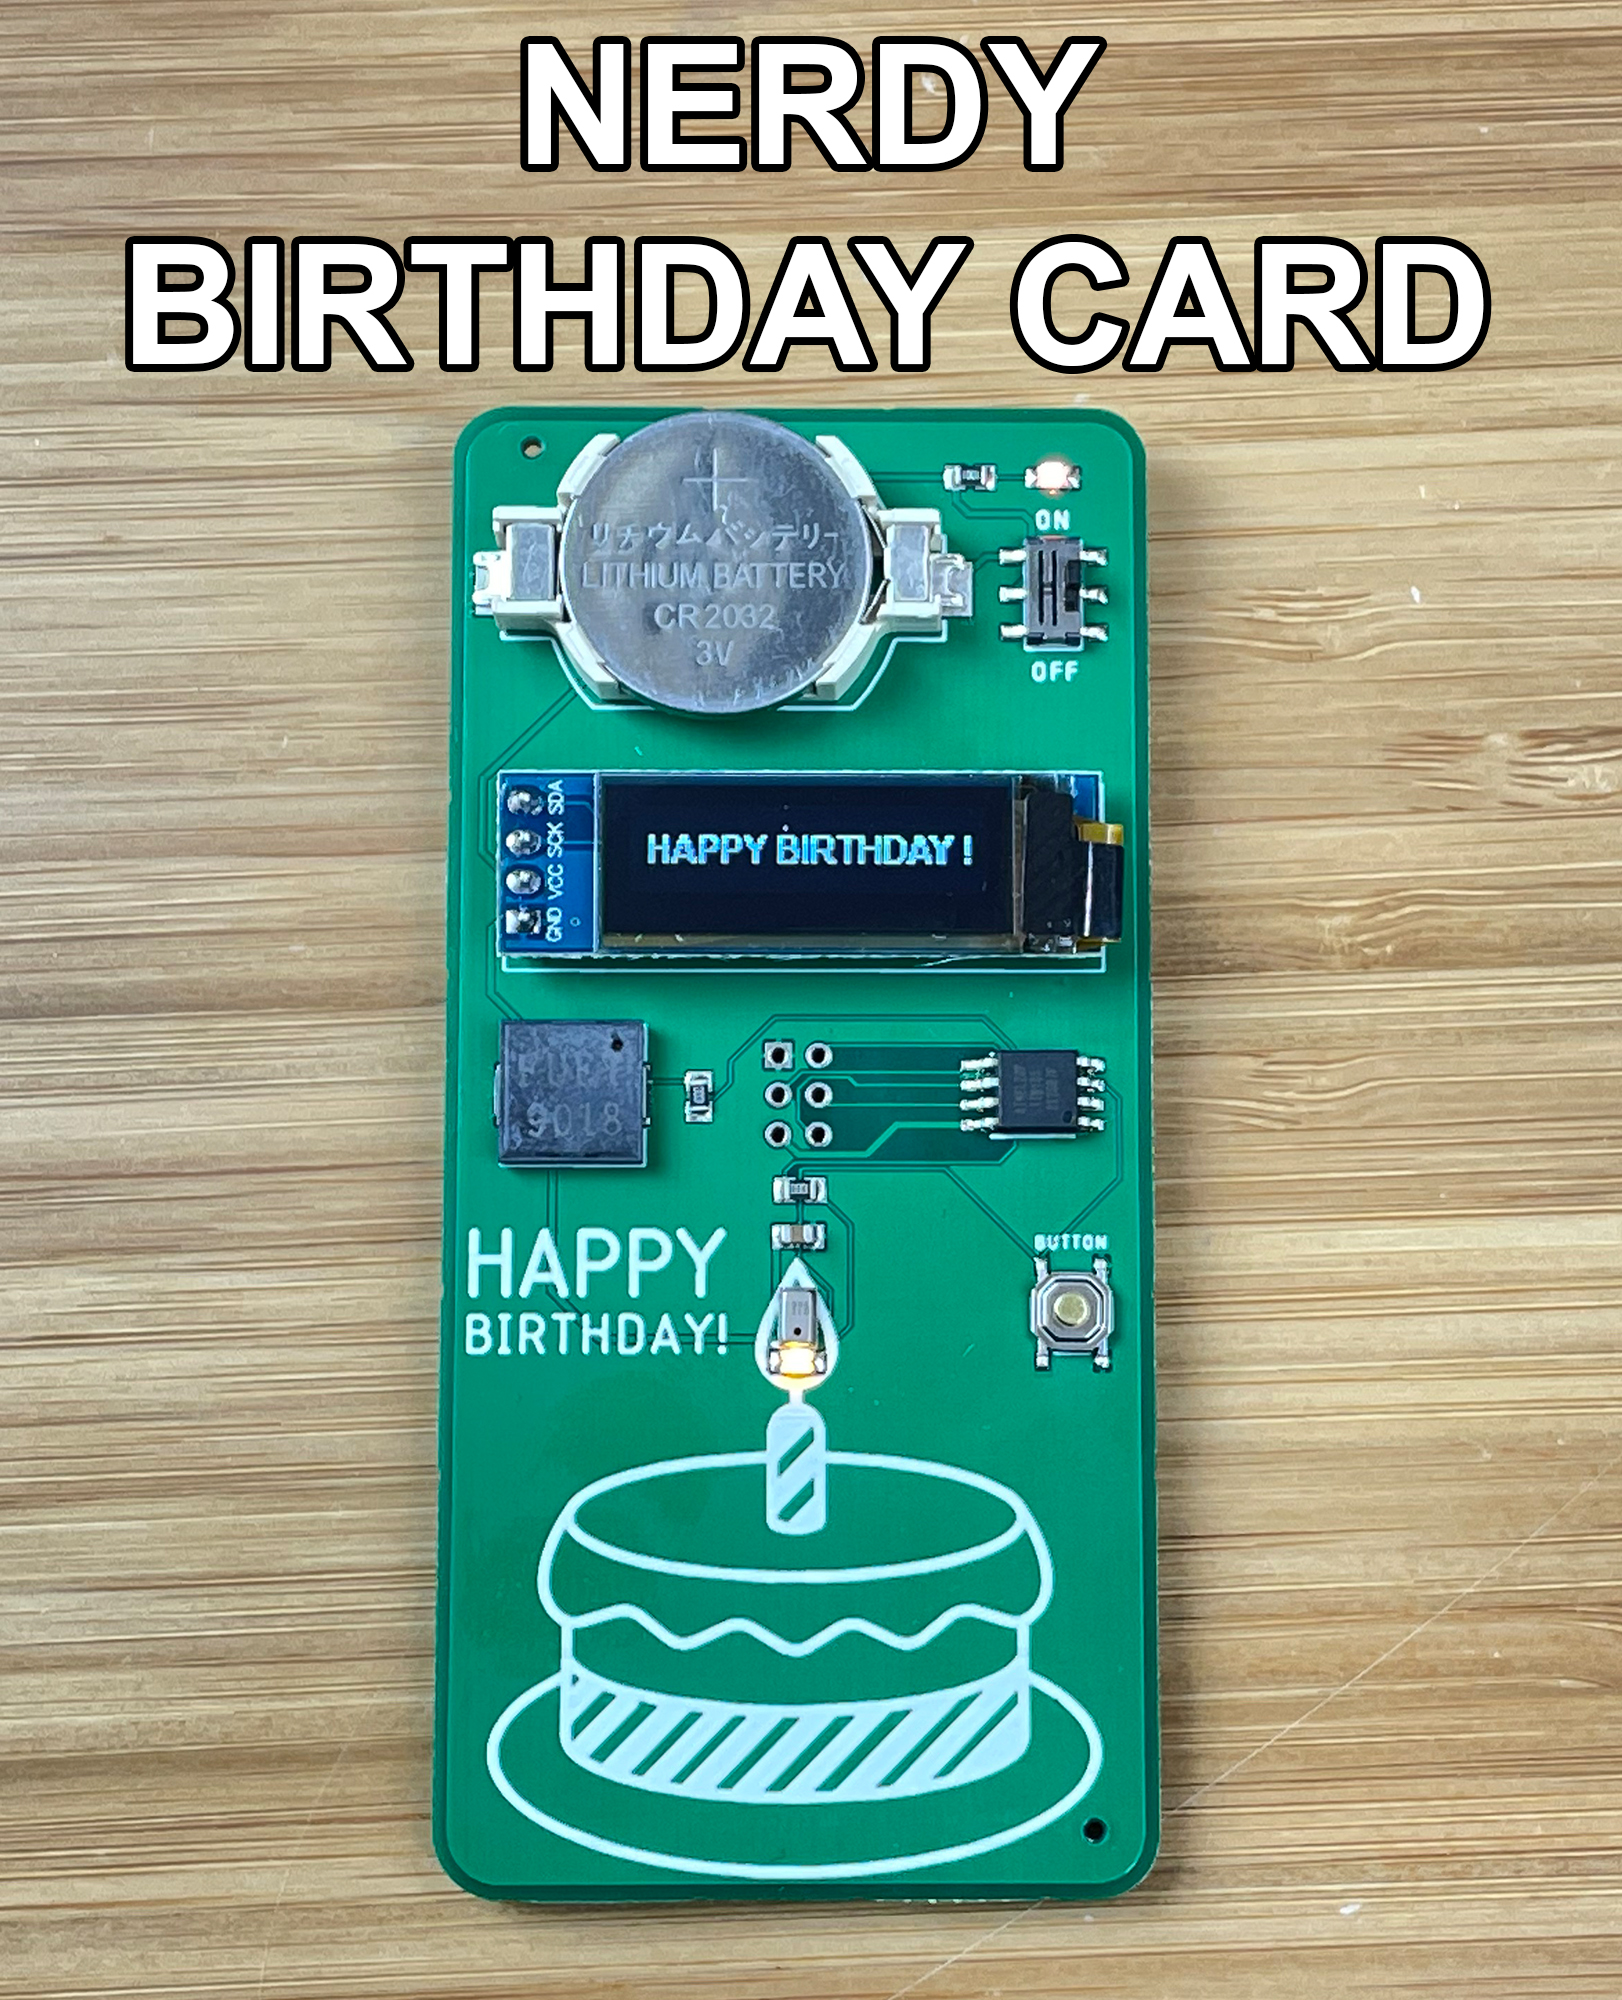 NERDY
BIRTHDAY CARD
リチウムバッテリー
LITHIUM BATTERY
CR2032
3V
ON
OFF
SDA
SCK
VCC
GND
HAPPY BIRTHDAY !
9018
HAPPY
BIRTHDAY!
BUTTON